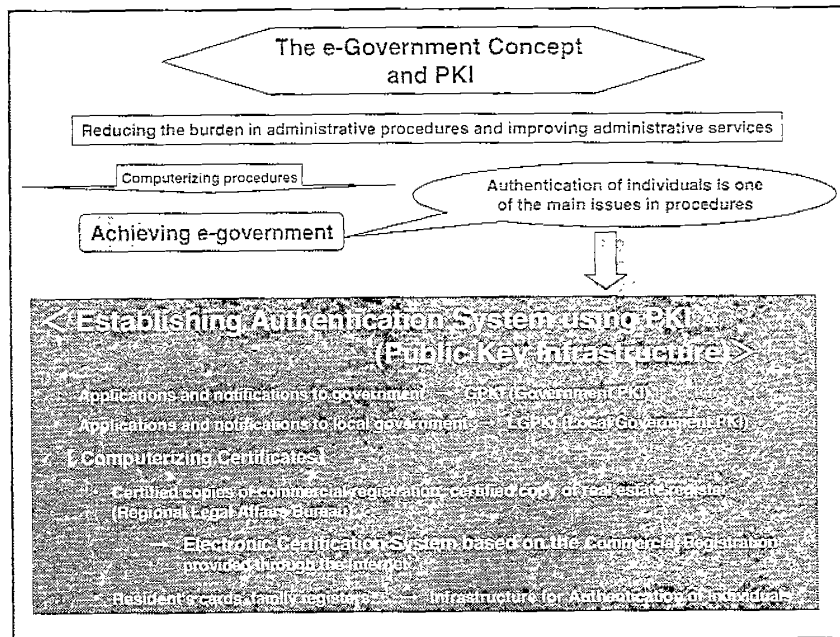 The e-Government Concept
and PKI
Reducing the burden in administrative procedures and improving administrative services
Computerizing procedures
Authentication of individuals is one
of the main issues in procedures
Achieving e-government
<Establishing Authentication System using PKI
(Public Key Infrastructure)>
・ Applications and notifications to government → GPKI (Government PKI)
・ Applications and notifications to local government → LGPKI (Local Government PKI)
[ Computerizing Certificates]
・ Certified copies of commercial registration, certified copy of real estate register
(Regional Legal Affairs Bureau)
→ Electronic Certification System based on the Commercial Registration
provided through the Internet
・ Resident's cards, family registers → Infrastructure for Authentication of Individuals